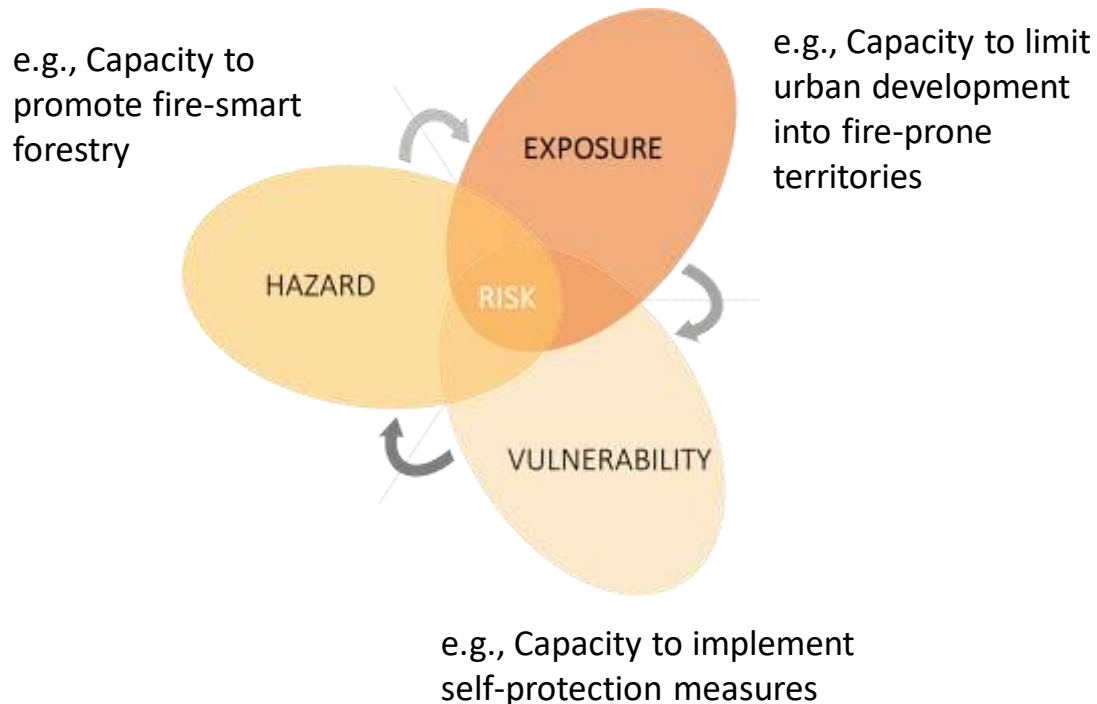 e.g., Capacity to
promote fire-smart
forestry
e.g., Capacity to limit
urban development
into fire-prone
territories
EXPOSURE
HAZARD
RISK
VULNERABILITY
e.g., Capacity to implement
self-protection measures